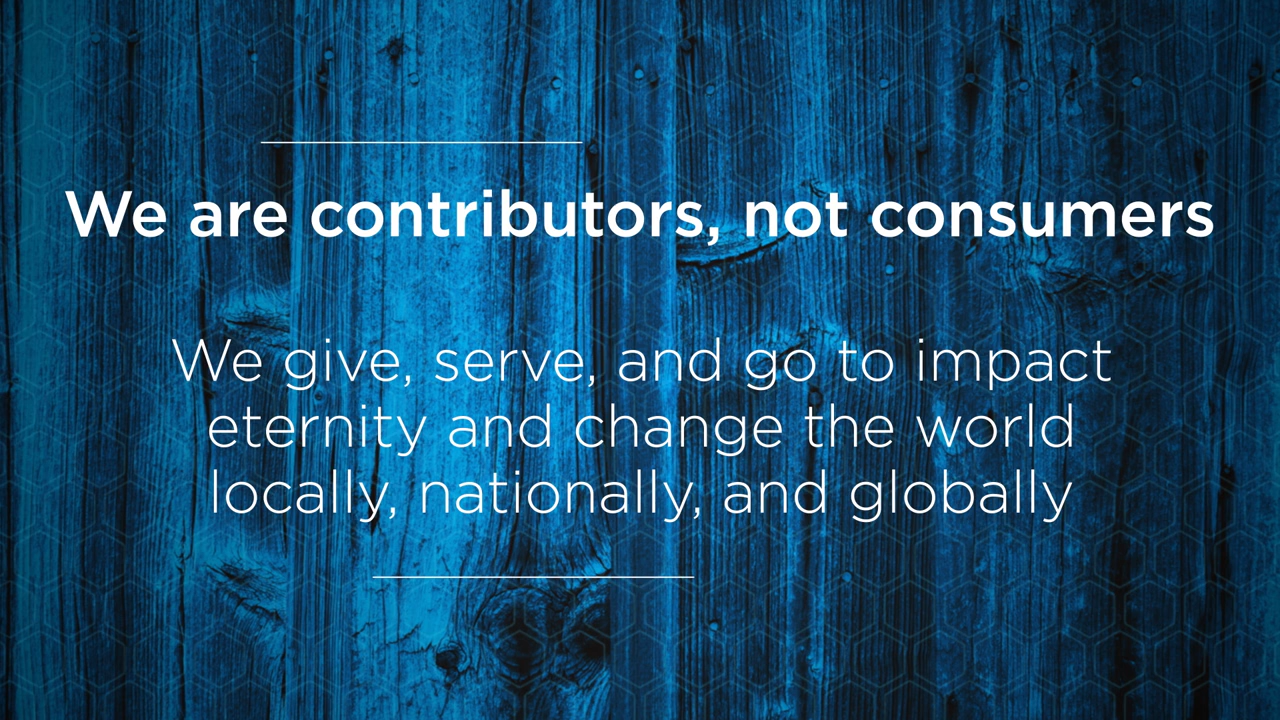 We are contributors, not consumers
We give, serve, and go to impact
eternity and change the world
locally, nationally, and globally